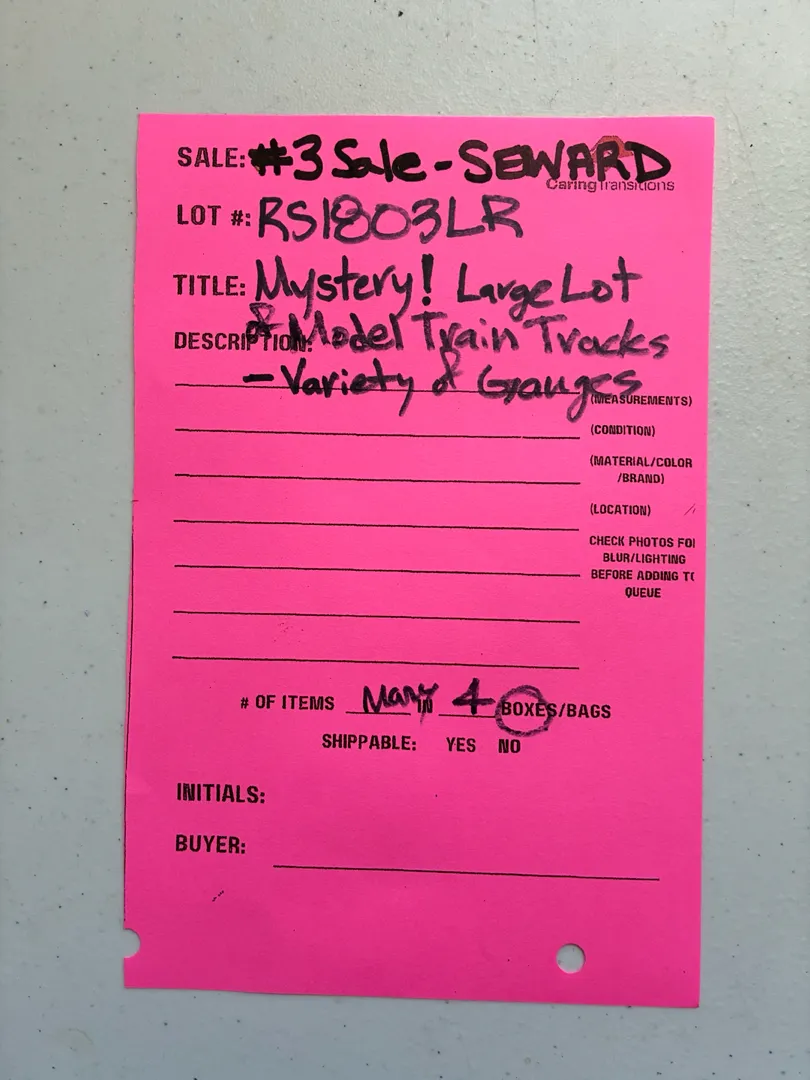 SALE: #3 Sale - SEWARD
Caring Transitions
LOT #: RS1803LR
TITLE: Mystery! Large Lot
DESCRIPTION: of Model Train Tracks
- Variety of Grauges
(MEASUREMENTS)
(CONDITION)
(MATERIAL/COLOR
/BRAND)
(LOCATION)
CHECK PHOTOS FOR
BLUR/LIGHTING
BEFORE ADDING TO
QUEUE
# OF ITEMS Many IN 4 BOXES/BAGS
SHIPPABLE: YES NO
INITIALS:
BUYER: